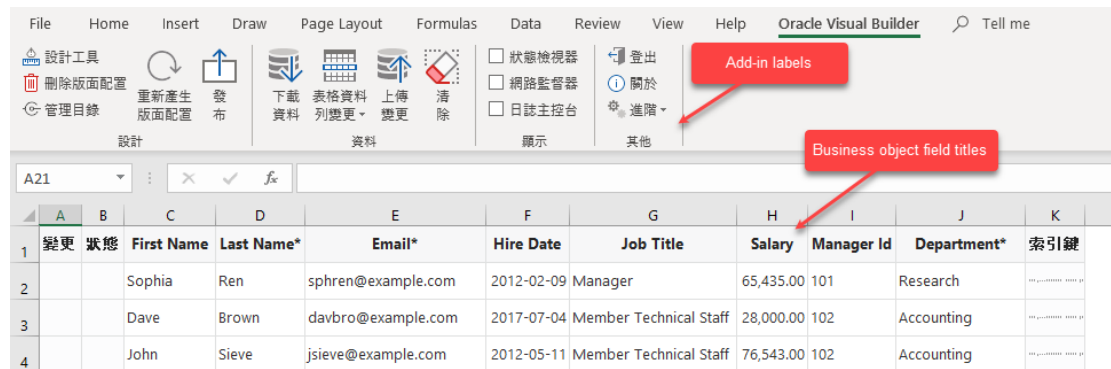 File Home Insert Draw Page Layout Formulas Data Review View Help Oracle Visual Builder Tell me
設計工具
刪除版面配置
管理目錄
重新產生
版面配置
發
布
設計
下載
資料
表格資料
列變更
上傳
變更
清
除
資料
狀態檢視器
網路監督器
日誌主控台
顯示
登出
關於
進階
其他
Add-in labels
Business object field titles
A21 fx
A B C D E F G H I J K
1 變更 狀態 First Name Last Name* Email* Hire Date Job Title Salary Manager Id Department* 索引鍵
2 Sophia Ren sphren@example.com 2012-02-09 Manager 65,435.00 101 Research
3 Dave Brown davbro@example.com 2017-07-04 Member Technical Staff 28,000.00 102 Accounting
4 John Sieve jsieve@example.com 2012-05-11 Member Technical Staff 76,543.00 102 Accounting